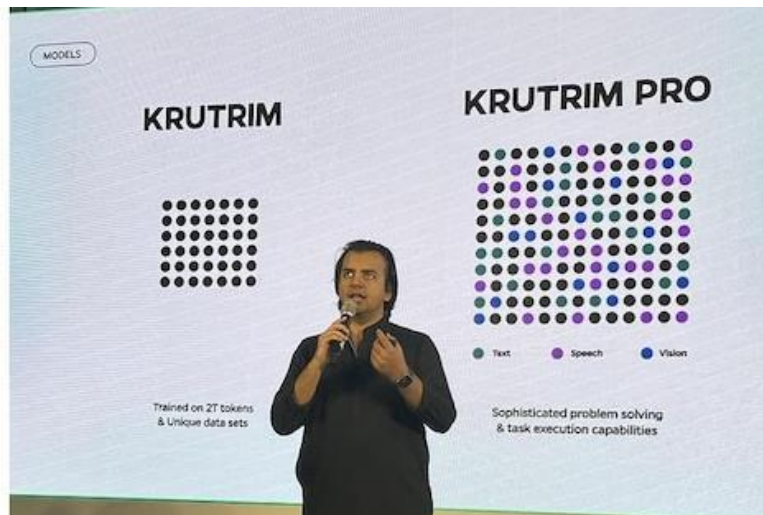 MODELS
KRUTRIM
KRUTRIM PRO
Text
Speech
Vision
Trained on 2T tokens
& Unique data sets
Sophisticated problem solving
& task execution capabilities